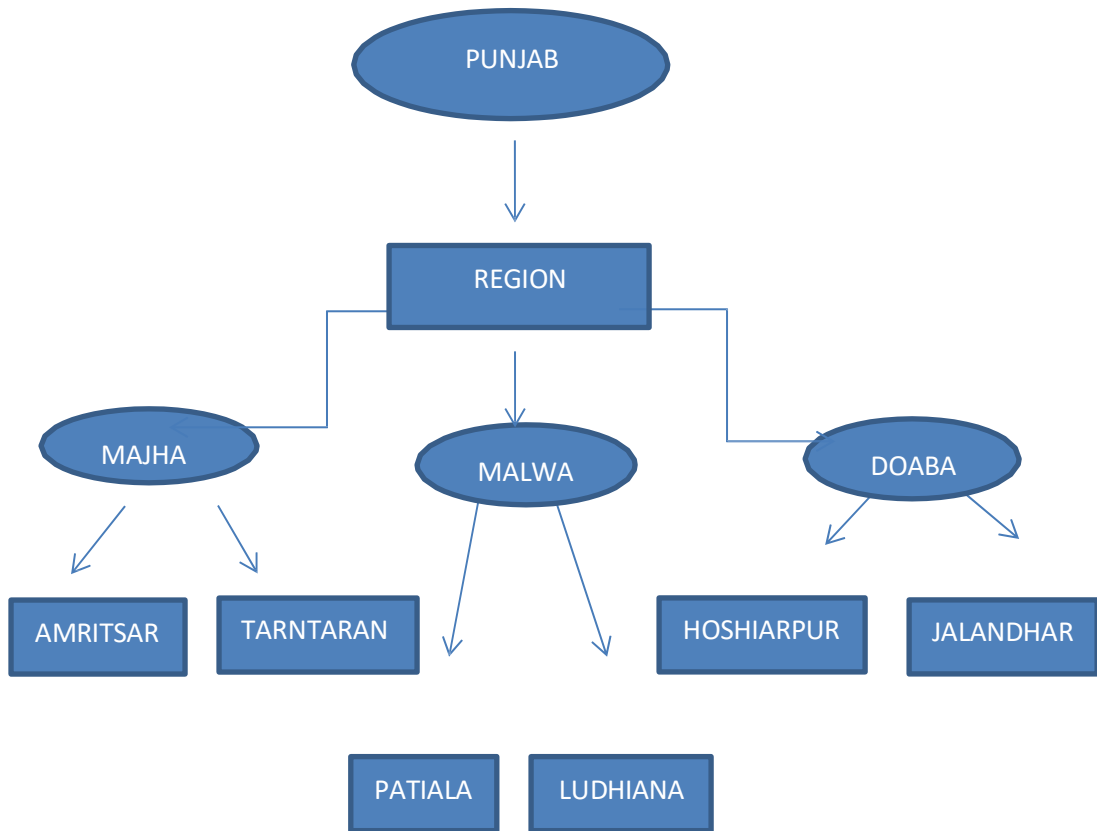 PUNJAB
REGION
MAJHA
MALWA
DOABA
AMRITSAR
TARNTARAN
HOSHIARPUR
JALANDHAR
PATIALA
LUDHIANA